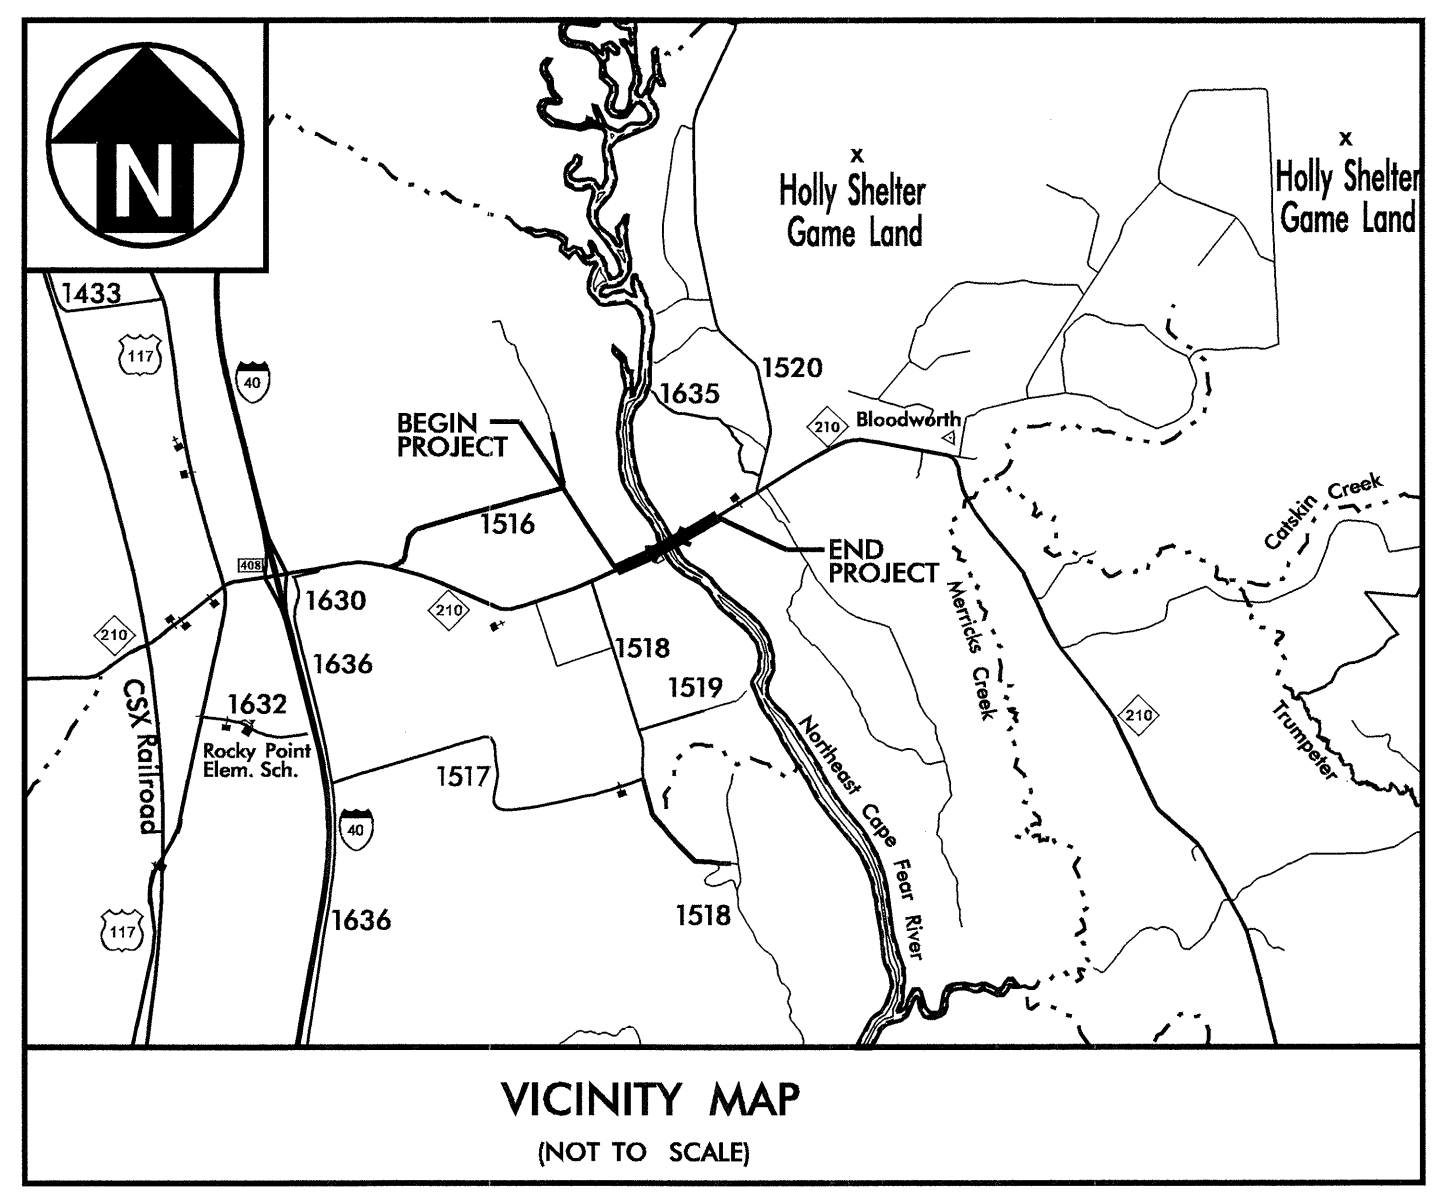 N
x
Holly Shelter
Game Land
x
Holly Shelter
Game Land
1433
117
40
1520
1635
BEGIN
PROJECT
210
Bloodworth
1516
Catskin Creek
END
PROJECT
408
1630
210
210
Merricks Creek
1518
1636
CSX Railroad
1519
1632
Rocky Point
Elem. Sch.
Northeast Cape Fear River
210
Trumpeter
1517
40
117
1636
1518
VICINITY MAP
(NOT TO SCALE)